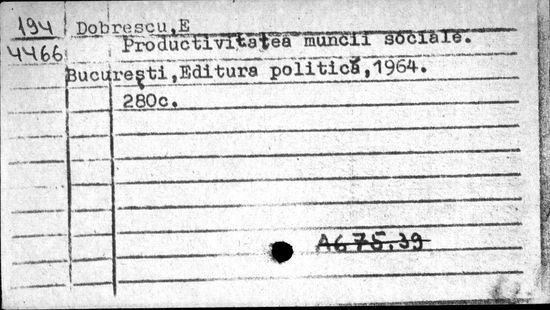 194 Dobrescu,E
4466 Productivitatea muncii sociale.
București,Editura politică,1964.
280c.
A675.39